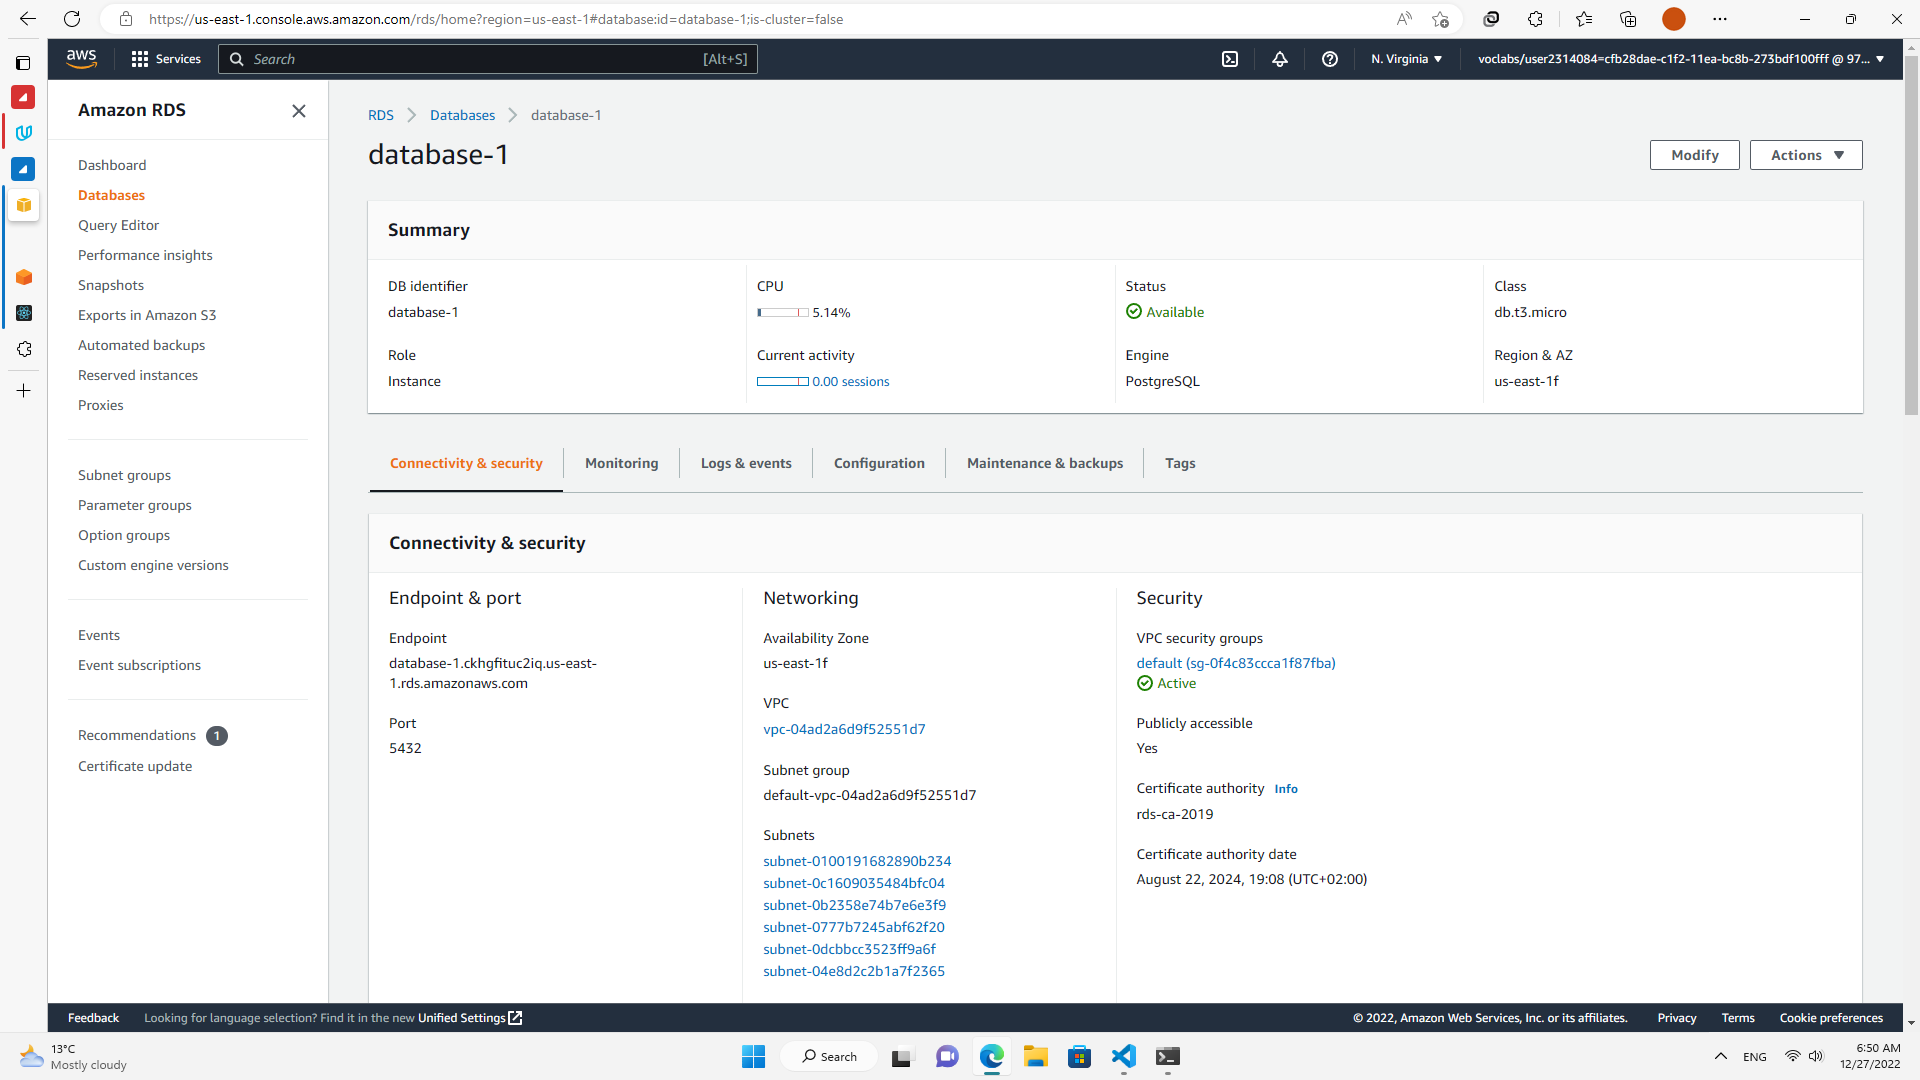 https://us-east-1.console.aws.amazon.com/rds/home?region=us-east-1#database:id=database-1;is-cluster=false
aws
Services
Search
[Alt+S]
N. Virginia
voclabs/user2314084=cfb28dae-c1f2-11ea-bc8b-273bdf100fff @ 97...
Amazon RDS
Dashboard
Databases
Query Editor
Performance insights
Snapshots
Exports in Amazon S3
Automated backups
Reserved instances
Proxies
Subnet groups
Parameter groups
Option groups
Custom engine versions
Events
Event subscriptions
Recommendations 1
Certificate update
RDS > Databases > database-1
database-1
Modify
Actions
Summary
DB identifier
database-1
CPU
5.14%
Status
Available
Class
db.t3.micro
Role
Instance
Current activity
0.00 sessions
Engine
PostgreSQL
Region & AZ
us-east-1f
Connectivity & security
Monitoring
Logs & events
Configuration
Maintenance & backups
Tags
Connectivity & security
Endpoint & port
Endpoint
database-1.ckhgfituc2iq.us-east-
1.rds.amazonaws.com
Port
5432
Networking
Availability Zone
us-east-1f
VPC
vpc-04ad2a6d9f52551d7
Subnet group
default-vpc-04ad2a6d9f52551d7
Subnets
subnet-0100191682890b234
subnet-0c1609035484bfc04
subnet-0b2358e74b7e6e3f9
subnet-0777b7245abf62f20
subnet-0dcbbcc3523ff9a6f
subnet-04e8d2c2b1a7f2365
Security
VPC security groups
default (sg-0f4c83ccca1f87fba)
Active
Publicly accessible
Yes
Certificate authority Info
rds-ca-2019
Certificate authority date
August 22, 2024, 19:08 (UTC+02:00)
Feedback
Looking for language selection? Find it in the new Unified Settings
© 2022, Amazon Web Services, Inc. or its affiliates.
Privacy
Terms
Cookie preferences
13°C
Mostly cloudy
Search
ENG
6:50 AM
12/27/2022